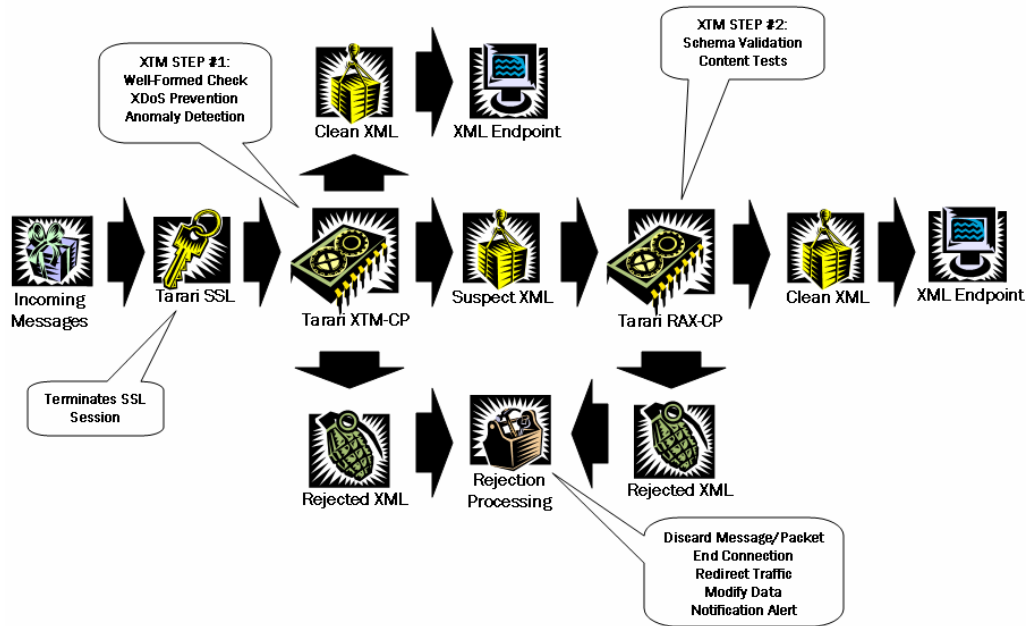 XTM STEP #1:
Well-Formed Check
XDoS Prevention
Anomaly Detection
XTM STEP #2:
Schema Validation
Content Tests
Clean XML
XML Endpoint
Incoming
Messages
Tarari SSL
Tarari XTM-CP
Suspect XML
Tarari RAX-CP
Clean XML
XML Endpoint
Terminates SSL
Session
Rejected XML
Rejection
Processing
Rejected XML
Discard Message/Packet
End Connection
Redirect Traffic
Modify Data
Notification Alert